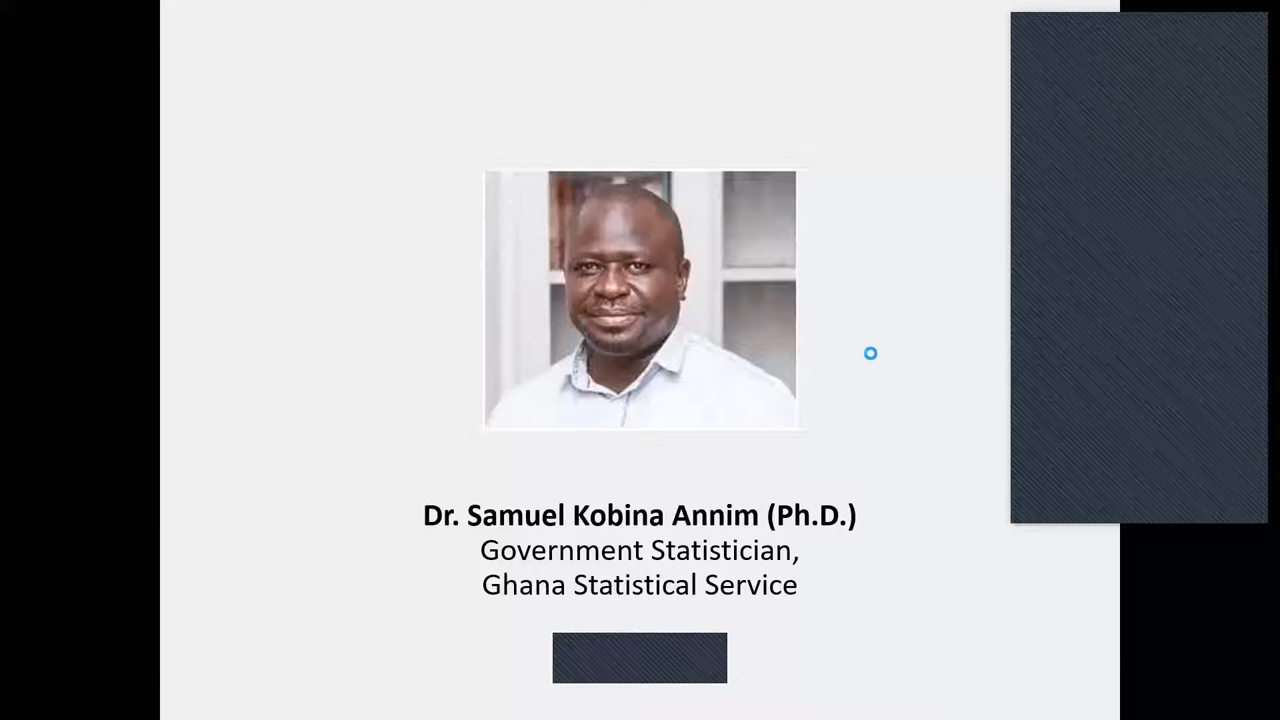 Dr. Samuel Kobina Annim (Ph.D.)
Government Statistician,
Ghana Statistical Service